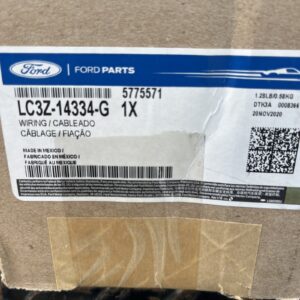 Ford
FORD PARTS
5775571
LC3Z-14334-G 1X
WIRING / CABLEADO
CÂBLAGE / FIAÇÃO
MADE IN MEXICO /
FABRICADO EN MÉXICO /
FABRIQUÉ AU MEXIQUE
1.28LB/0.58KG
DTK3A
20NOV2020